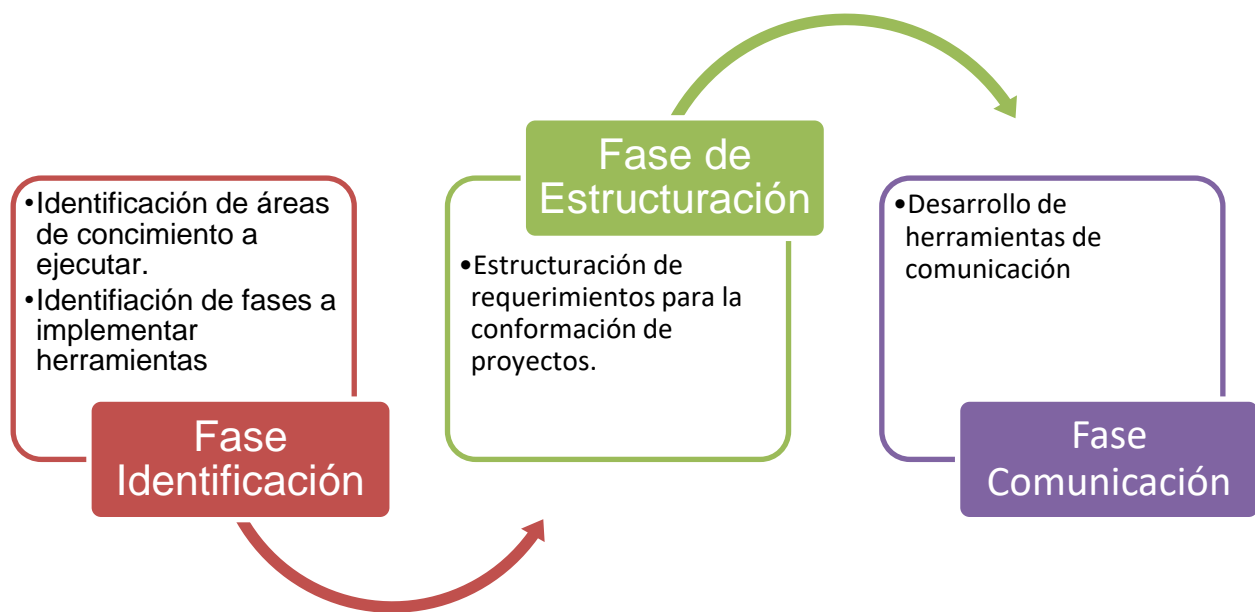 •Identificación de áreas
de concimiento a
ejecutar.
•Identifiación de fases a
implementar
herramientas
Fase
Identificación
Fase de
Estructuración
•Estructuración de
requerimientos para la
conformación de
proyectos.
•Desarrollo de
herramientas de
comunicación
Fase
Comunicación